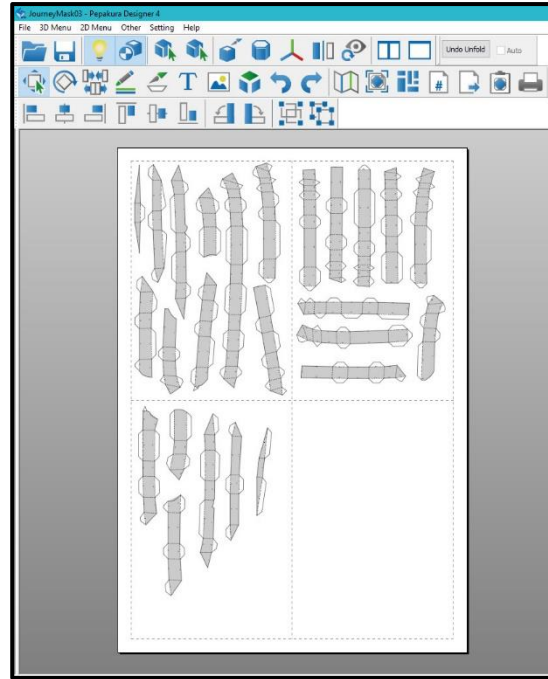 JourneyMask03 - Pepakura Designer 4
File 3D Menu 2D Menu Other Setting Help
Undo Unfold Auto
T #